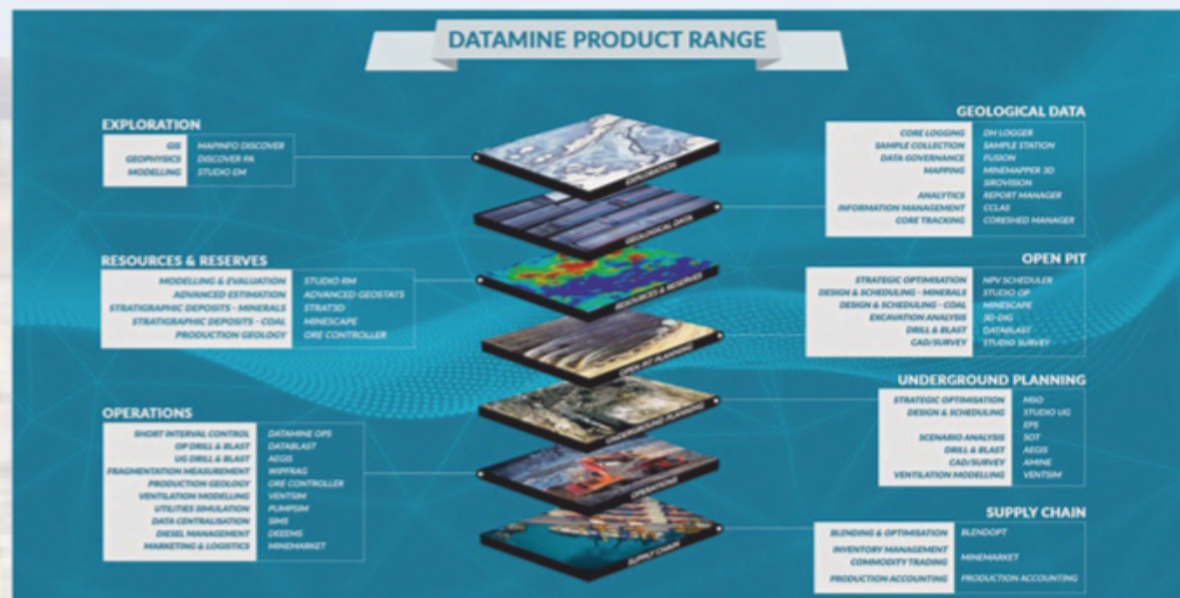 DATAMINE PRODUCT RANGE
EXPLORATION
GIS MAPINFO DISCOVER
GEOPHYSICS DISCOVER PA
MODELLING STUDIO EM
GEOLOGICAL DATA
CORE LOGGING DH LOGGER
SAMPLE COLLECTION SAMPLE STATION
DATA GOVERNANCE FUSION
MAPPING MINEMAPPER 3D
SIROVISION
ANALYTICS REPORT MANAGER
INFORMATION MANAGEMENT CCLAS
CORE TRACKING CORESHED MANAGER
RESOURCES & RESERVES
MODELLING & EVALUATION STUDIO RM
ADVANCED ESTIMATION ADVANCED GEOSTATS
STRATIGRAPHIC DEPOSITS - MINERALS STRAT3D
STRATIGRAPHIC DEPOSITS - COAL MINESCAPE
PRODUCTION GEOLOGY ORE CONTROLLER
OPEN PIT
STRATEGIC OPTIMISATION NPV SCHEDULER
DESIGN & SCHEDULING - MINERALS STUDIO OP
DESIGN & SCHEDULING - COAL MINESCAPE
EXCAVATION ANALYSIS 3D-DIG
DRILL & BLAST DATABLAST
CAD/SURVEY STUDIO SURVEY
UNDERGROUND PLANNING
STRATEGIC OPTIMISATION MSO
DESIGN & SCHEDULING STUDIO UG
EPS
SCENARIO ANALYSIS SOT
DRILL & BLAST AEGIS
CAD/SURVEY AMINE
VENTILATION MODELLING VENTSIM
OPERATIONS
SHORT INTERVAL CONTROL DATAMINE OPS
OP DRILL & BLAST DATABLAST
UG DRILL & BLAST AEGIS
FRAGMENTATION MEASUREMENT WIPFRAG
PRODUCTION GEOLOGY ORE CONTROLLER
VENTILATION MODELLING VENTSIM
UTILITIES SIMULATION PUMPSIM
DATA CENTRALISATION SIMS
DIESEL MANAGEMENT DEEEMS
MARKETING & LOGISTICS MINEMARKET
SUPPLY CHAIN
BLENDING & OPTIMISATION BLENDOPT
INVENTORY MANAGEMENT
COMMODITY TRADING MINEMARKET
PRODUCTION ACCOUNTING PRODUCTION ACCOUNTING
EXPLORATION
GEOLOGICAL DATA
RESOURCES & RESERVES
OPEN PIT PLANNING
UNDERGROUND PLANNING
OPERATIONS
SUPPLY CHAIN